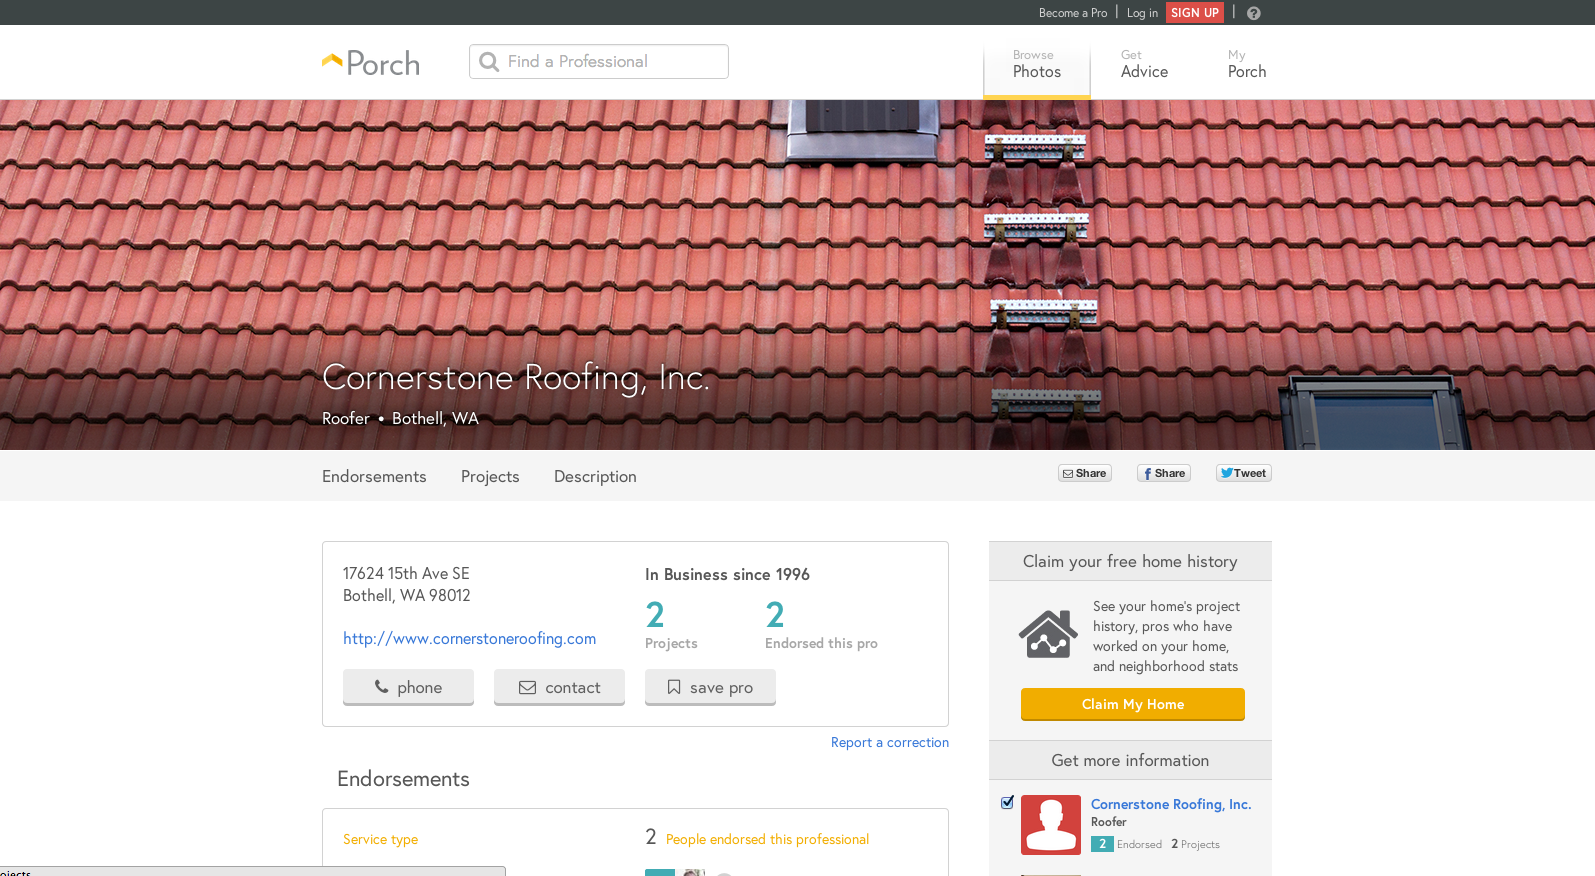 Become a Pro | Log in SIGN UP |
Porch
Find a Professional
Browse
Photos
Get
Advice
My
Porch
Cornerstone Roofing, Inc.
Roofer • Bothell, WA
Endorsements Projects Description
Share Share Tweet
17624 15th Ave SE
Bothell, WA 98012
http://www.cornerstoneroofing.com
In Business since 1996
2 2
Projects Endorsed this pro
phone contact save pro
Report a correction
Endorsements
Service type
2 People endorsed this professional
Claim your free home history
See your home's project
history, pros who have
worked on your home,
and neighborhood stats
Claim My Home
Get more information
Cornerstone Roofing, Inc.
Roofer
2 Endorsed 2 Projects
ojects